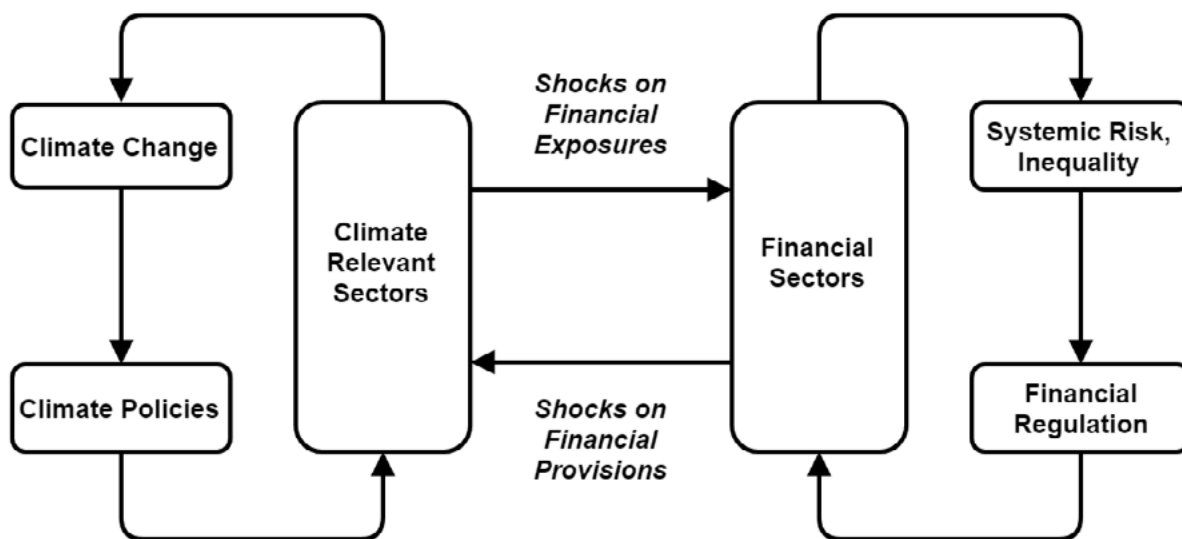 Climate Change
Climate Policies
Climate
Relevant
Sectors
Shocks on
Financial
Exposures
Shocks on
Financial
Provisions
Financial
Sectors
Systemic Risk,
Inequality
Financial
Regulation